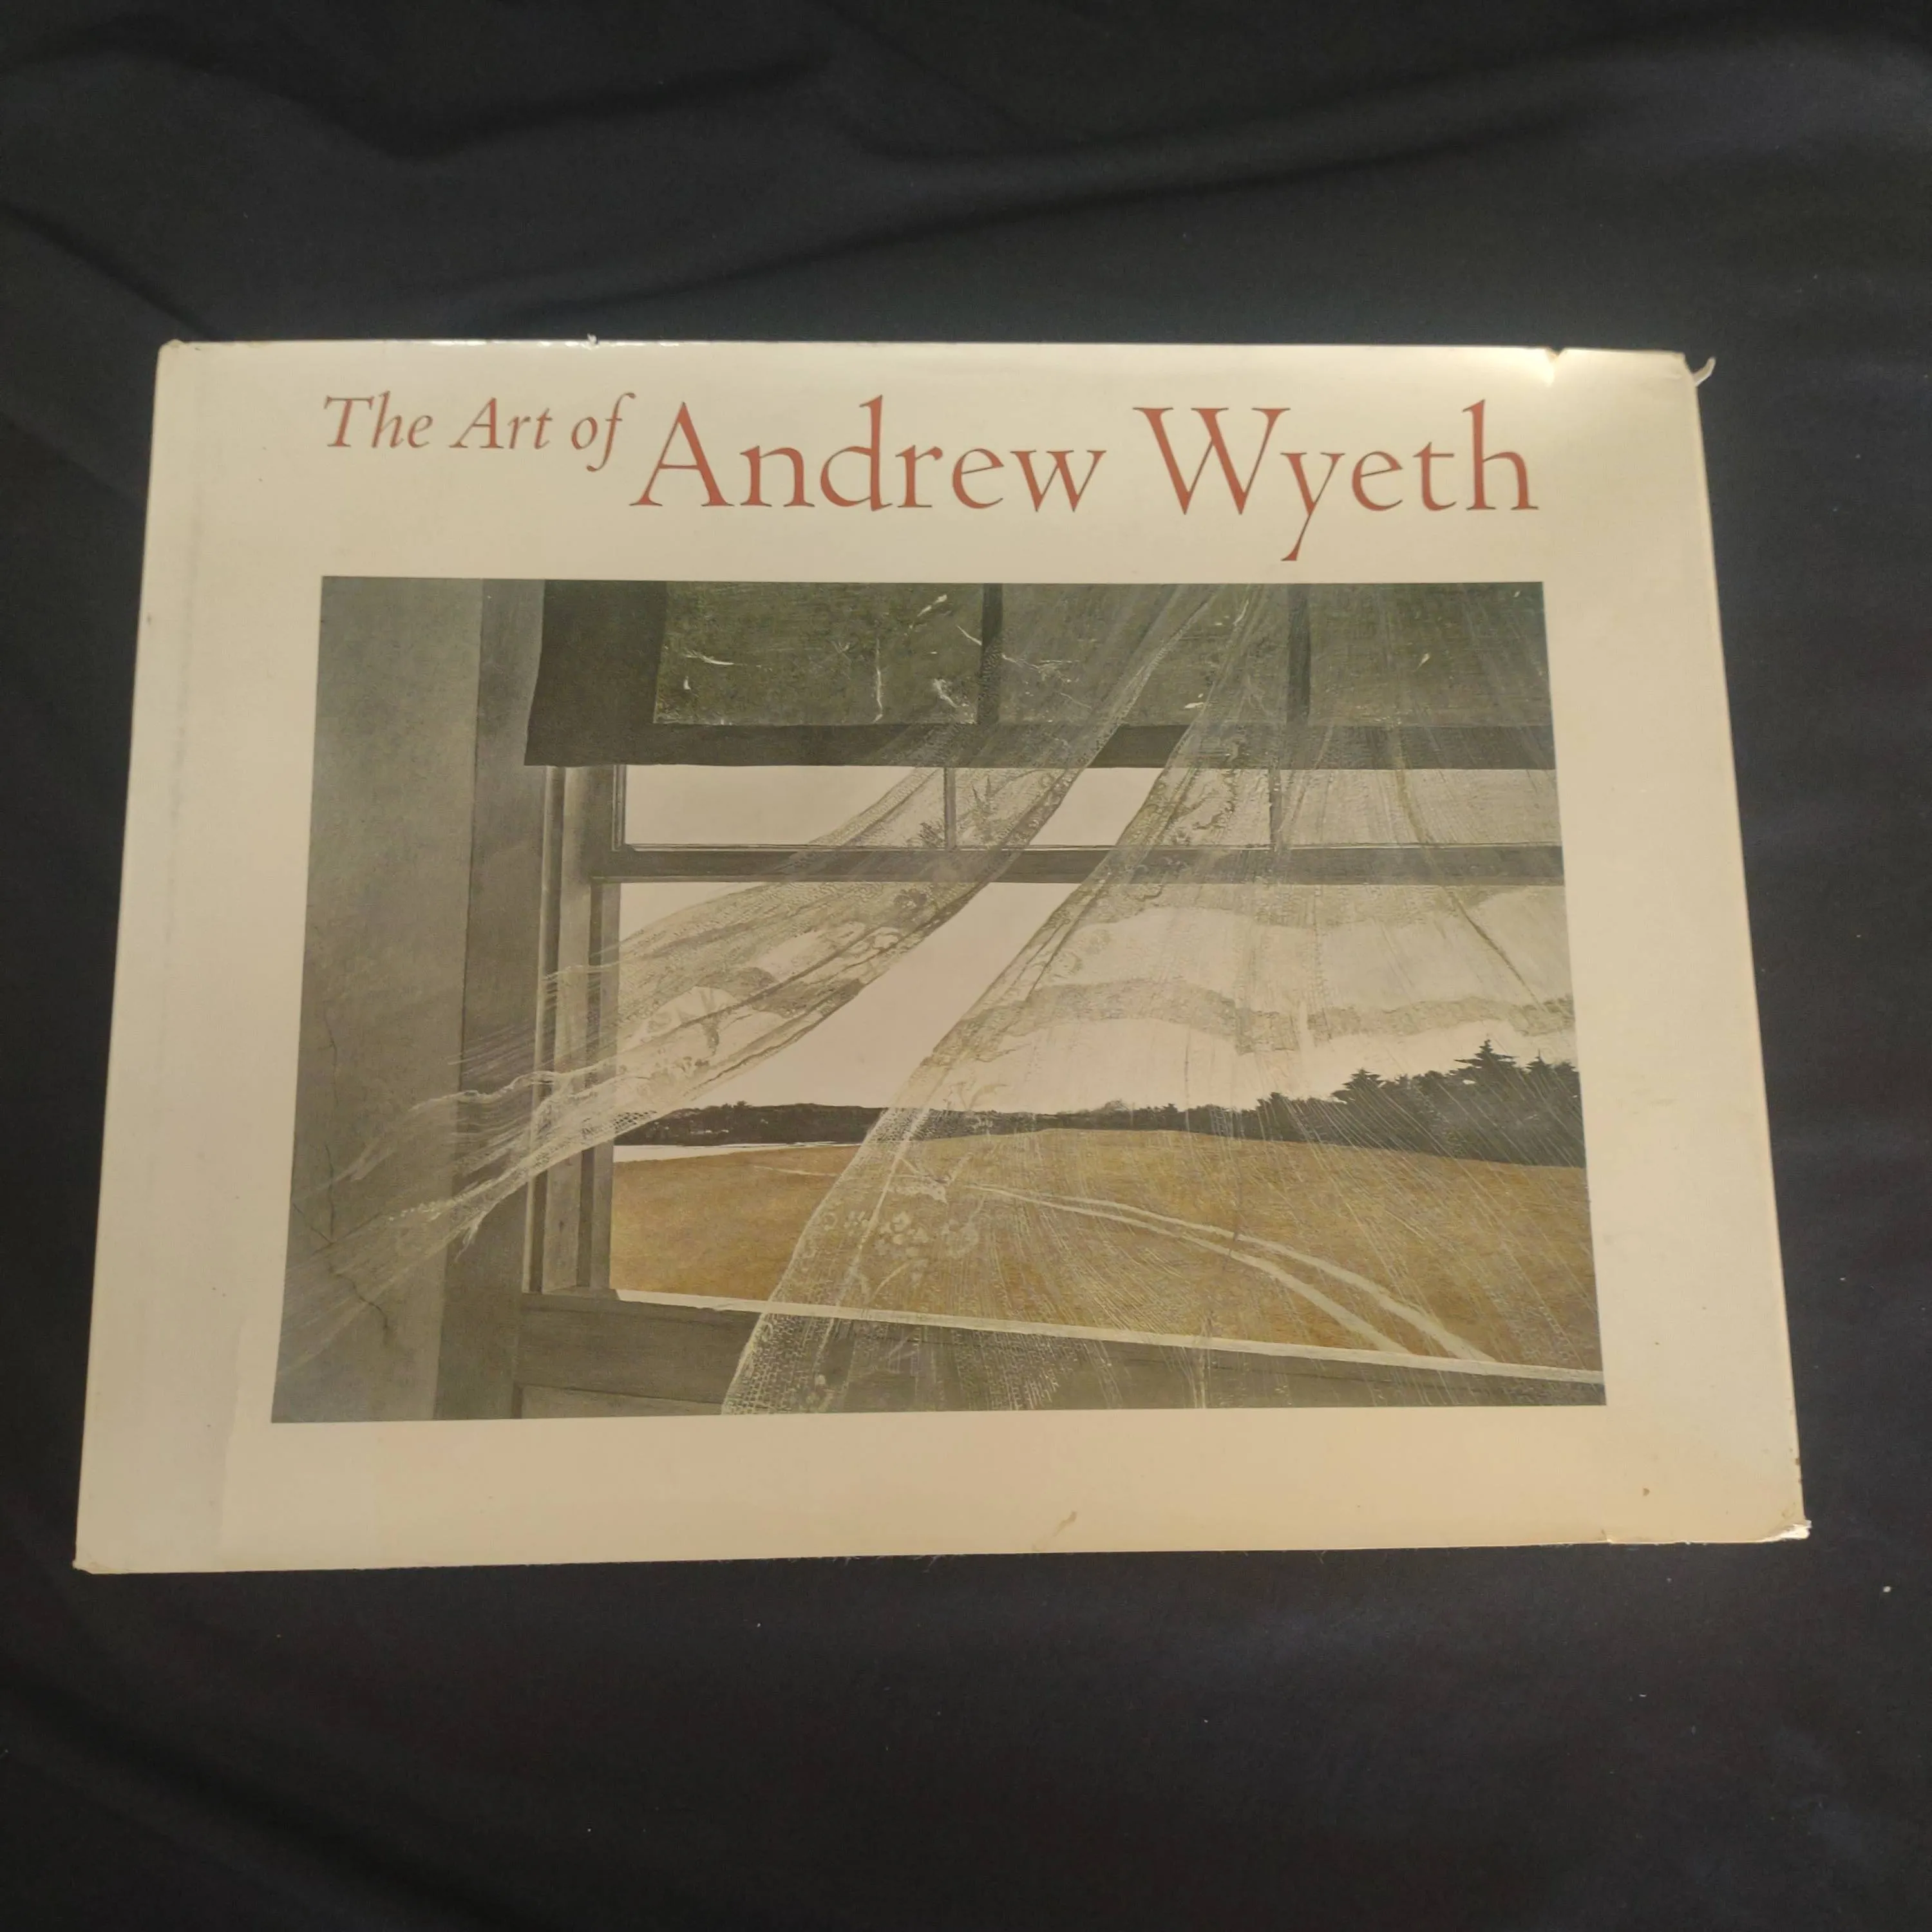 The Art of Andrew Wyeth